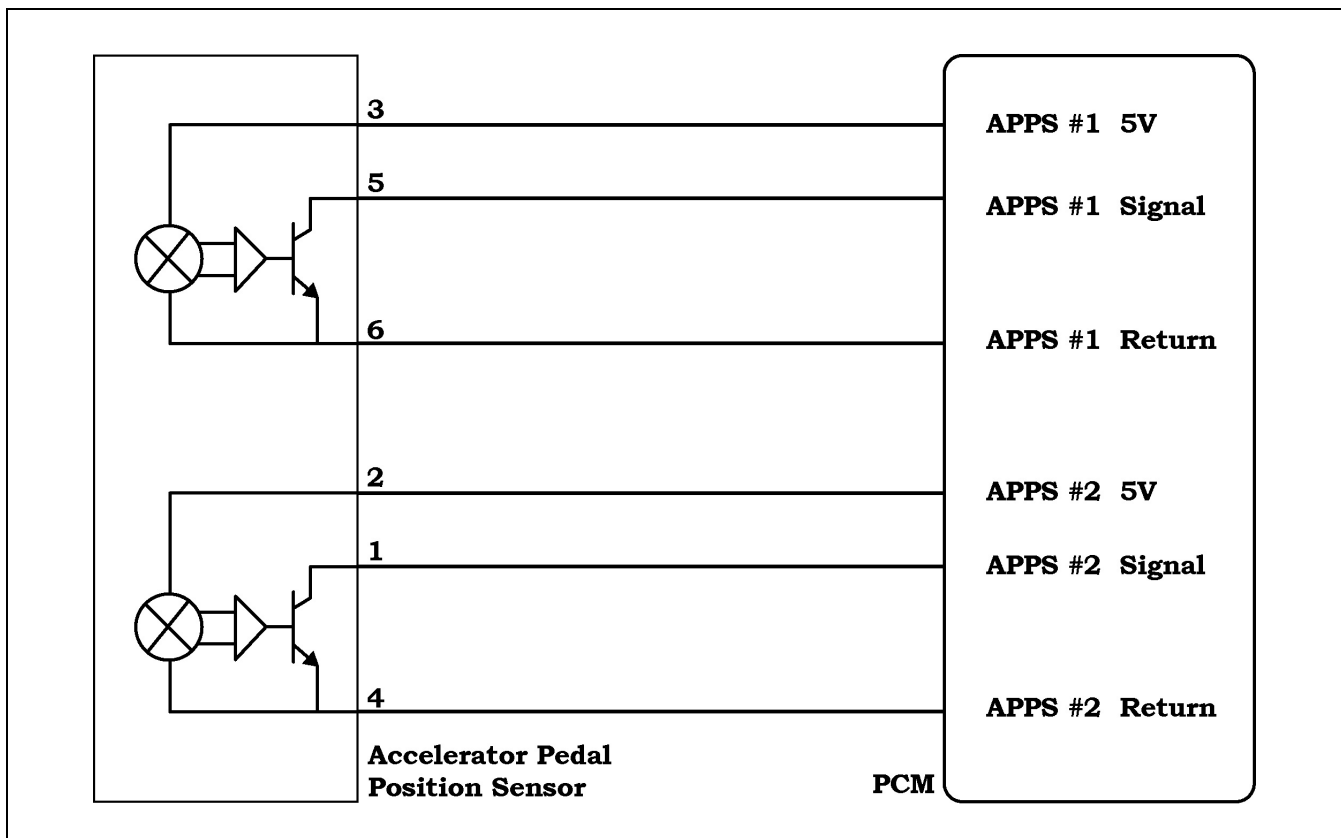 3
APPS #1 5V
5
APPS #1 Signal
6
APPS #1 Return
2
APPS #2 5V
1
APPS #2 Signal
4
APPS #2 Return
Accelerator Pedal
Position Sensor
PCM